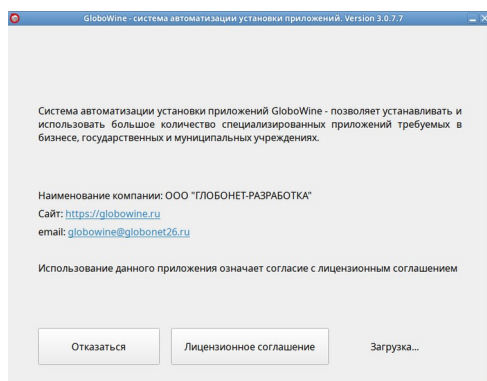 GloboWine - система автоматизации установки приложений. Version 3.0.7.7
Система автоматизации установки приложений GloboWine - позволяет устанавливать и
использовать большое количество специализированных приложений требуемых в
бизнесе, государственных и муниципальных учреждениях.
Наименование компании: ООО "ГЛОБОНЕТ-РАЗРАБОТКА"
Сайт: https://globowine.ru
email: globowine@globonet26.ru
Использование данного приложения означает согласие с лицензионным соглашением
Отказаться
Лицензионное соглашение
Загрузка...